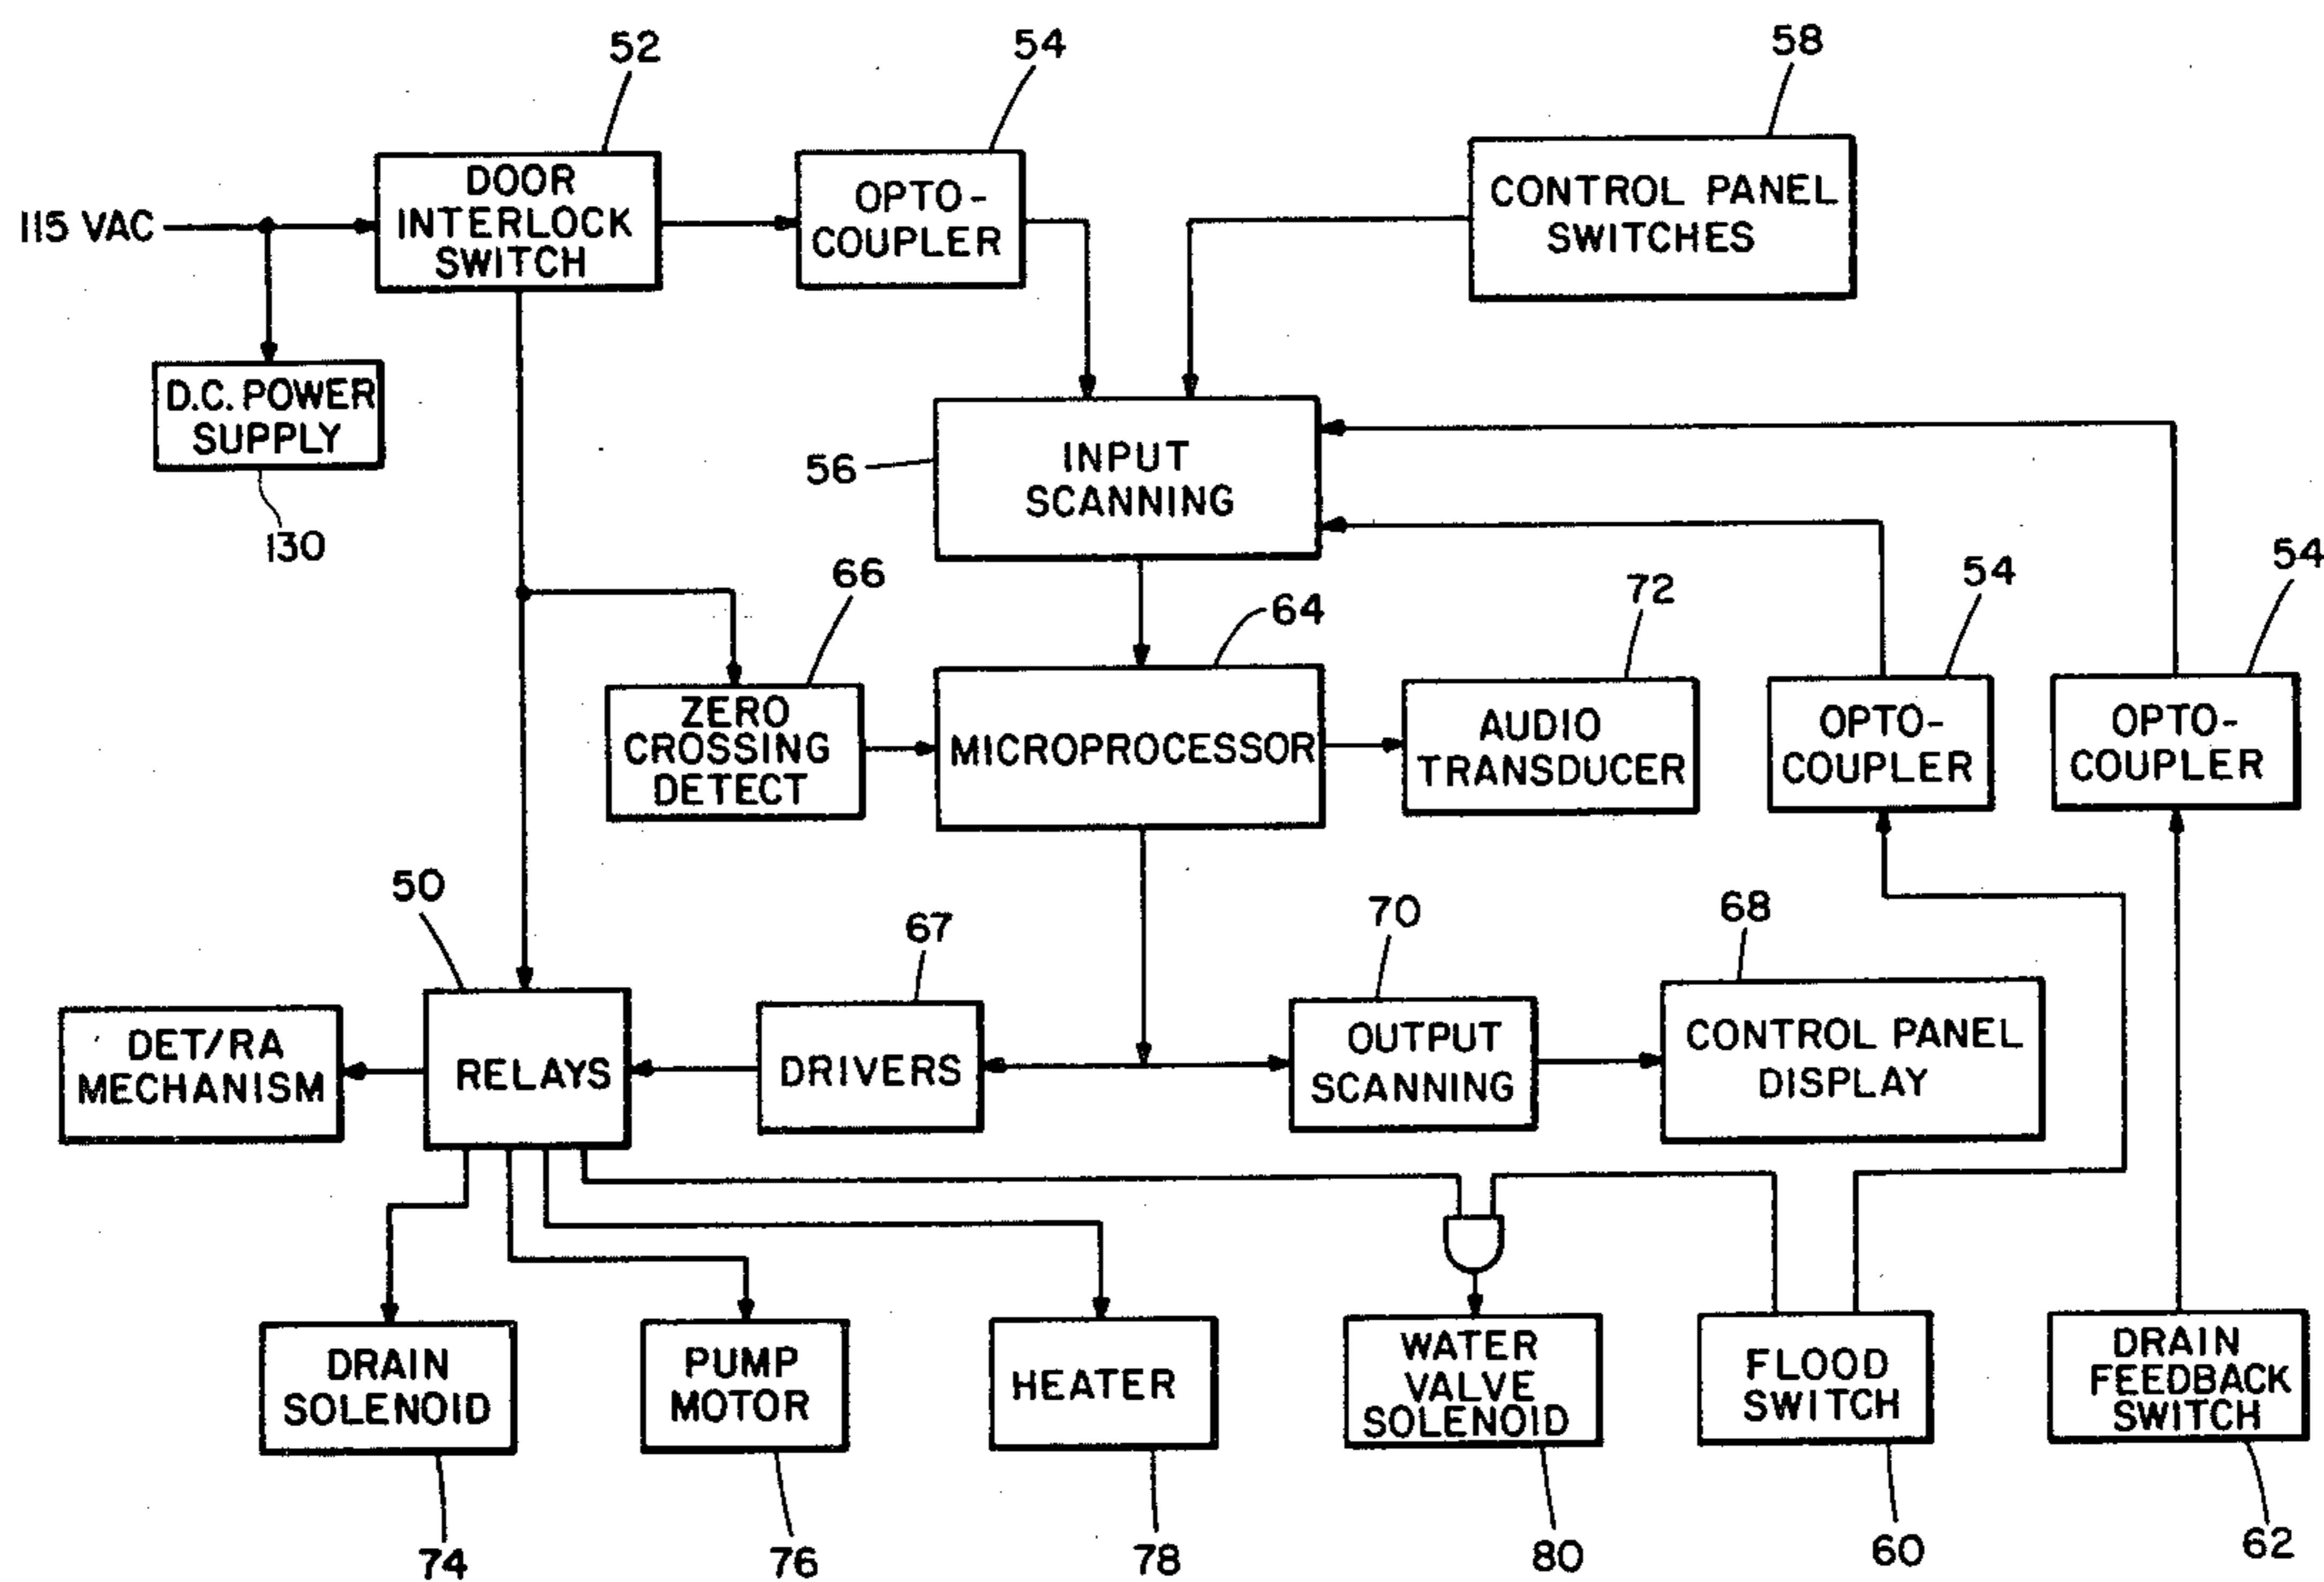 52
54
58
115 VAC
DOOR
INTERLOCK
SWITCH
OPTO-
COUPLER
CONTROL PANEL
SWITCHES
D.C. POWER
SUPPLY
130
56
INPUT
SCANNING
66
64
72
54
54
ZERO
CROSSING
DETECT
MICROPROCESSOR
AUDIO
TRANSDUCER
OPTO-
COUPLER
OPTO-
COUPLER
50
67
70
68
DET/RA
MECHANISM
RELAYS
DRIVERS
OUTPUT
SCANNING
CONTROL PANEL
DISPLAY
DRAIN
SOLENOID
PUMP
MOTOR
HEATER
WATER
VALVE
SOLENOID
FLOOD
SWITCH
DRAIN
FEEDBACK
SWITCH
74
76
78
80
60
62